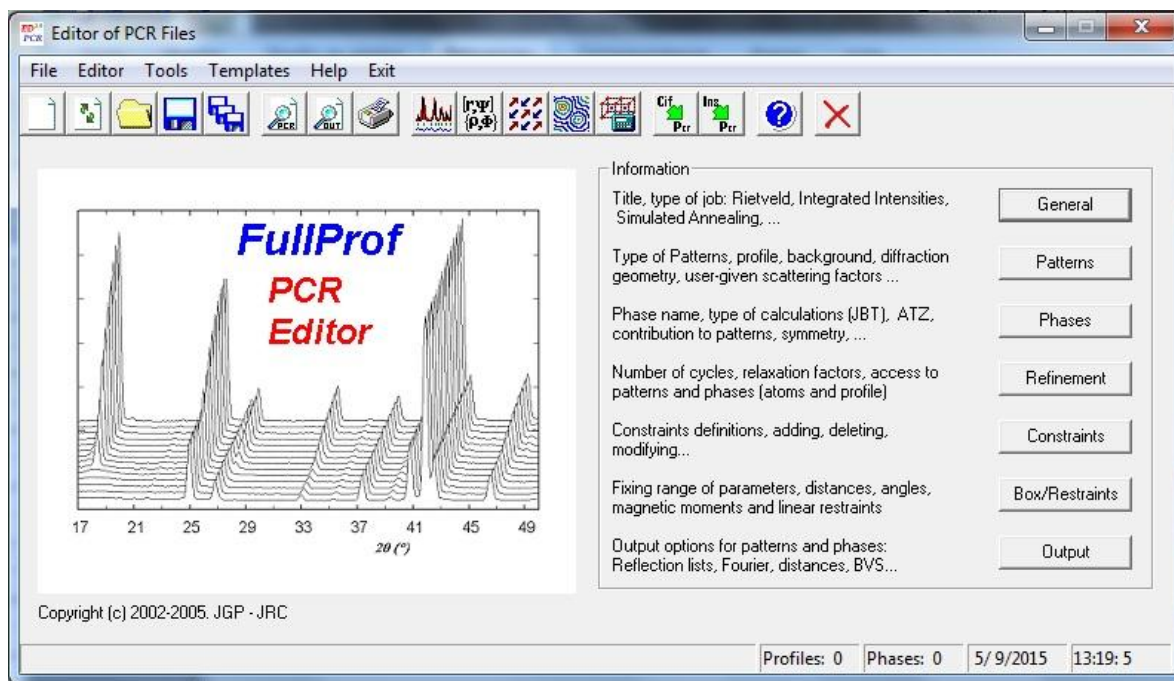 Editor of PCR Files
File Editor Tools Templates Help Exit
PCR OUT [r,Ψ] {ρ,Φ} Cif Pcr Ins Pcr
FullProf
PCR
Editor
17 21 25 29 33 37 41 45 49
2θ (°)
Copyright (c) 2002-2005. JGP - JRC
Information
Title, type of job: Rietveld, Integrated Intensities,
Simulated Annealing, ...
General
Type of Patterns, profile, background, diffraction
geometry, user-given scattering factors ...
Patterns
Phase name, type of calculations (JBT), ATZ,
contribution to patterns, symmetry, ...
Phases
Number of cycles, relaxation factors, access to
patterns and phases (atoms and profile)
Refinement
Constraints definitions, adding, deleting,
modifying...
Constraints
Fixing range of parameters, distances, angles,
magnetic moments and linear restraints
Box/Restraints
Output options for patterns and phases:
Reflection lists, Fourier, distances, BVS...
Output
Profiles: 0 Phases: 0 5/ 9/2015 13:19: 5